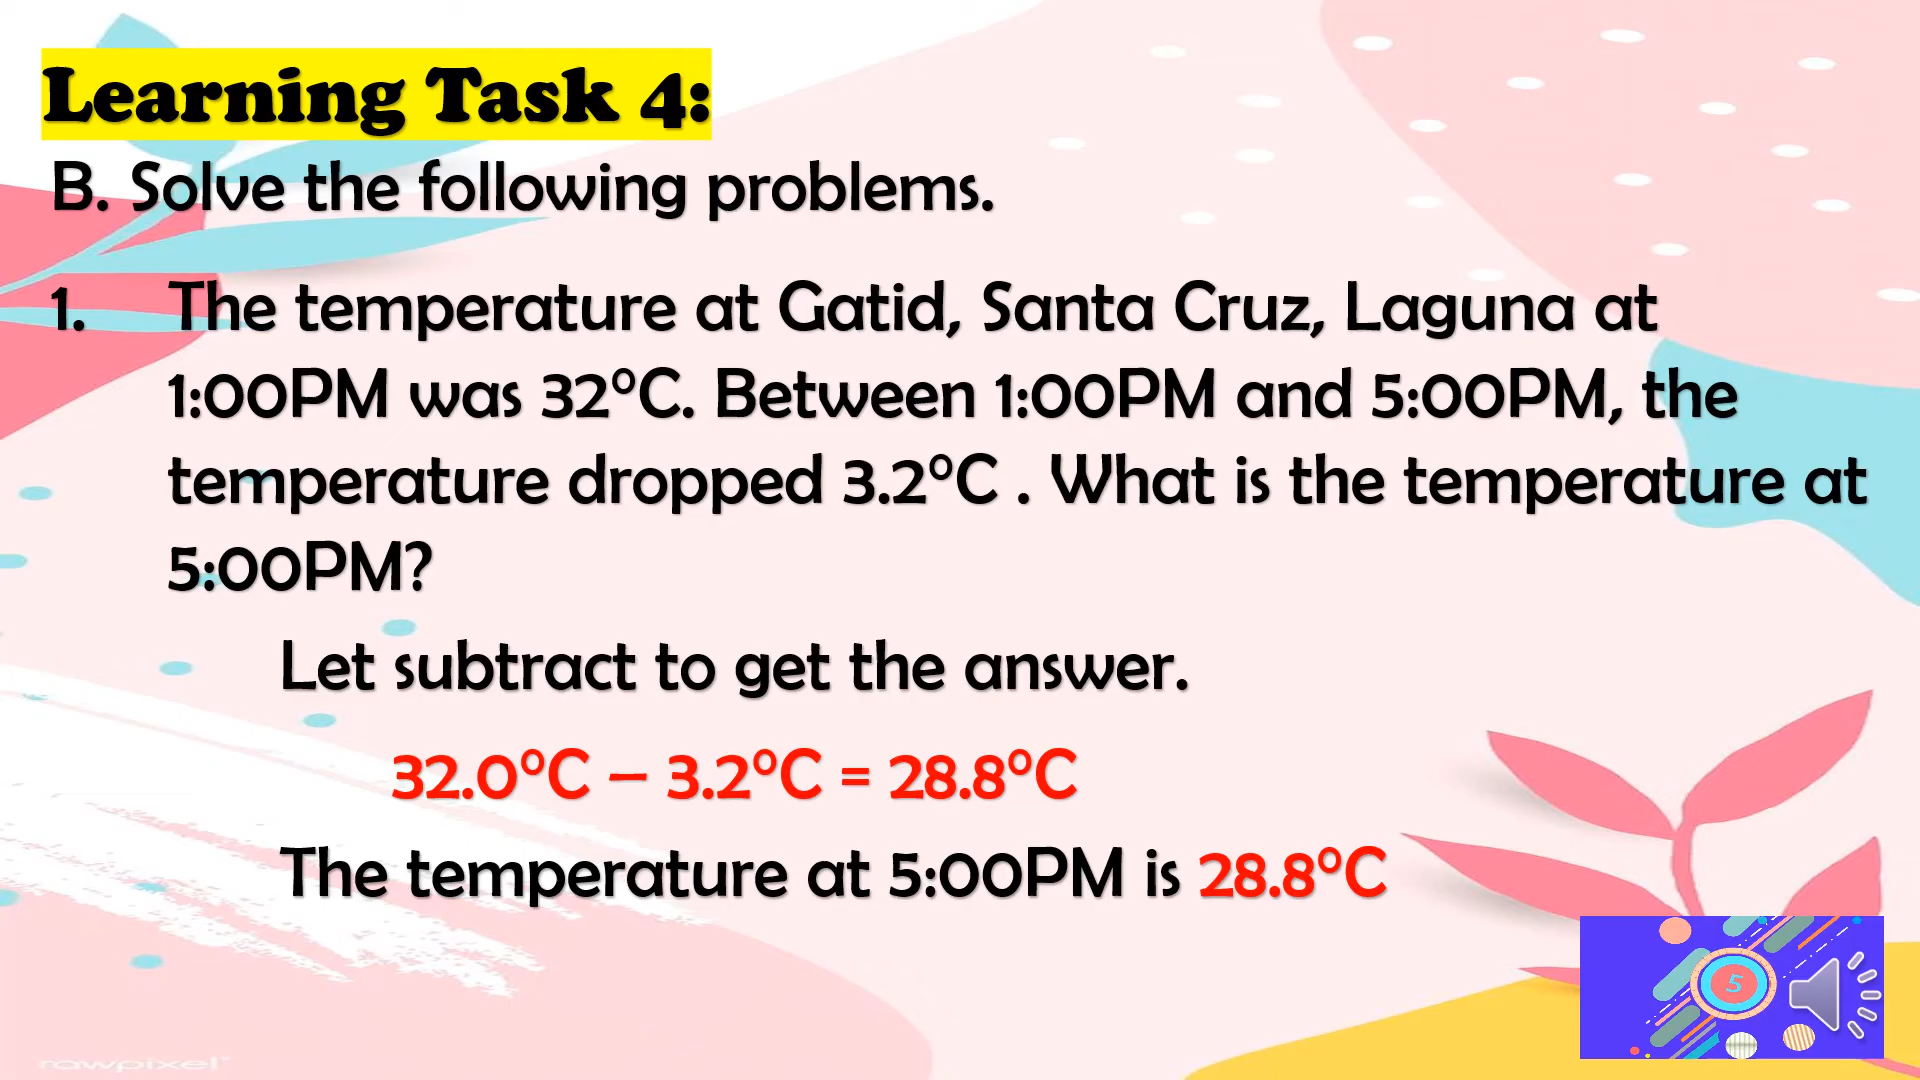 Learning Task 4:
B. Solve the following problems.
1. The temperature at Gatid, Santa Cruz, Laguna at
1:00PM was 32°C. Between 1:00PM and 5:00PM, the
temperature dropped 3.2°C . What is the temperature at
5:00PM?
Let subtract to get the answer.
32.0°C – 3.2°C = 28.8°C
The temperature at 5:00PM is 28.8°C
5
rawpixel